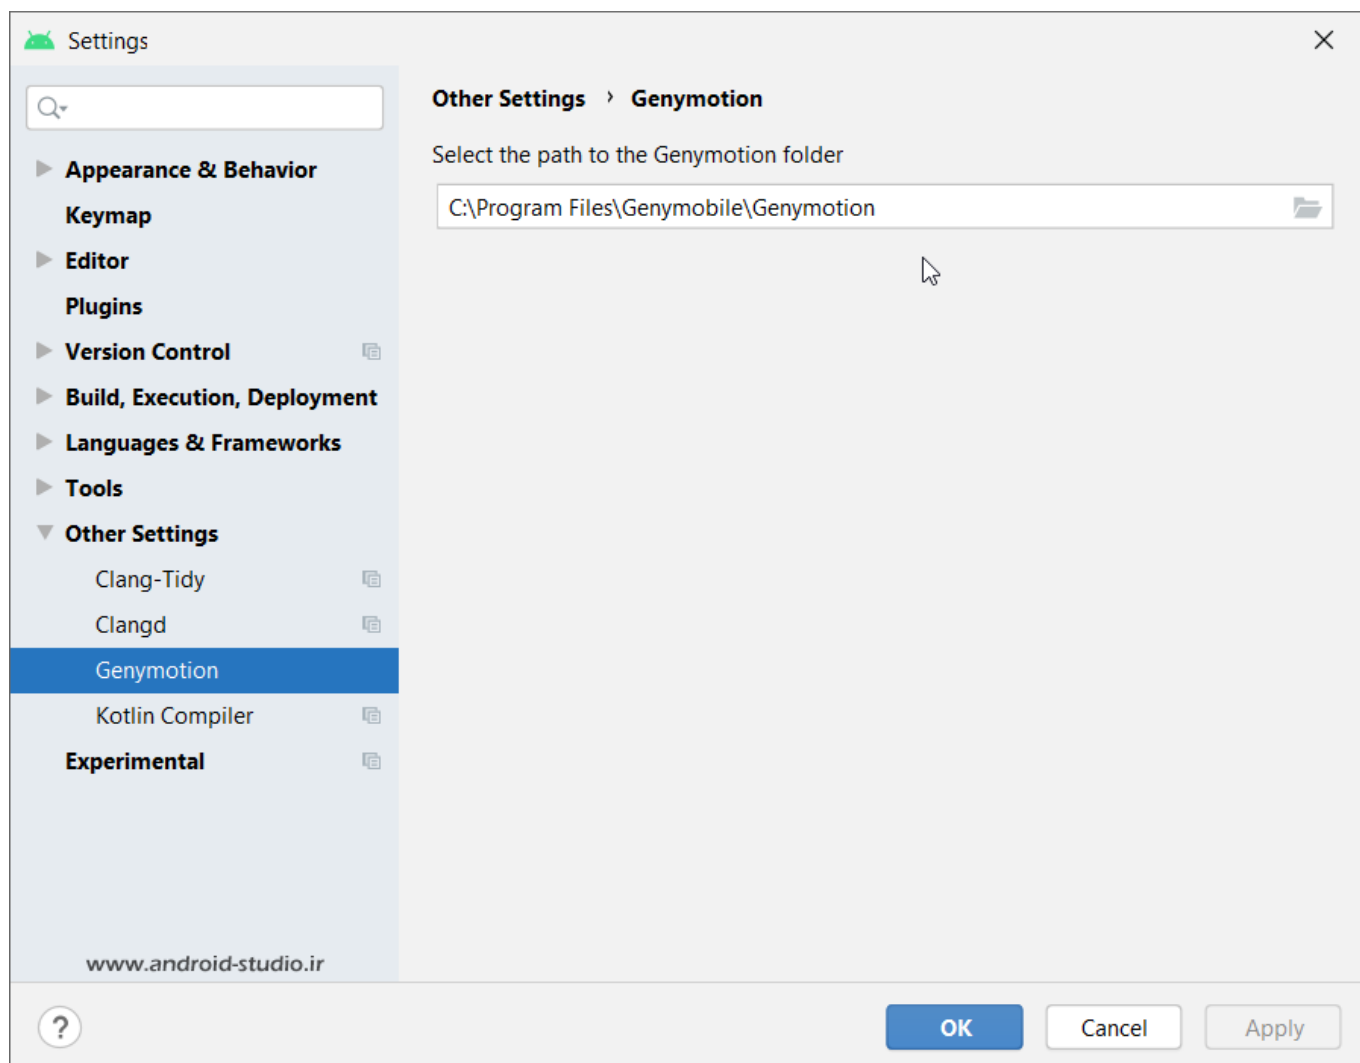 Settings
Other Settings › Genymotion
Select the path to the Genymotion folder
C:\Program Files\Genymobile\Genymotion
Appearance & Behavior
Keymap
Editor
Plugins
Version Control
Build, Execution, Deployment
Languages & Frameworks
Tools
Other Settings
Clang-Tidy
Clangd
Genymotion
Kotlin Compiler
Experimental
www.android-studio.ir
?
OK
Cancel
Apply